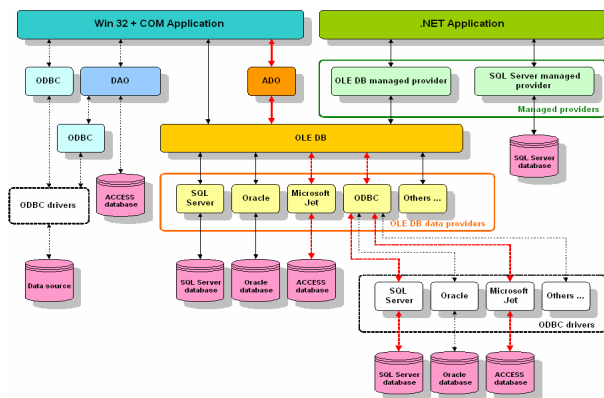 Win 32 + COM Application
.NET Application
ODBC
DAO
ADO
OLE DB managed provider
SQL Server managed
provider
Managed providers
ODBC
OLE DB
SQL Server
database
ACCESS
database
SQL
Server
Oracle
Microsoft
Jet
ODBC
Others ...
OLE DB data providers
ODBC drivers
Data source
SQL Server
database
Oracle
database
ACCESS
database
SQL
Server
Oracle
Microsoft
Jet
Others ...
ODBC drivers
SQL Server
database
Oracle
database
ACCESS
database